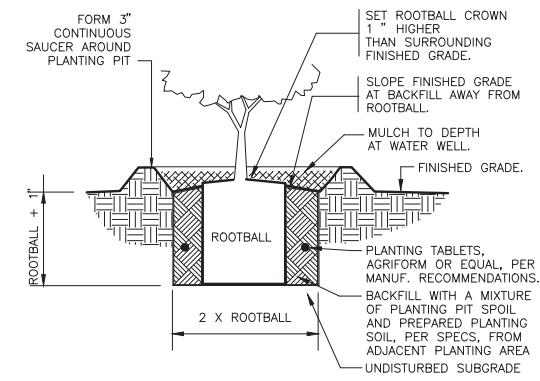 FORM 3"
CONTINUOUS
SAUCER AROUND
PLANTING PIT
SET ROOTBALL CROWN
1 " HIGHER
THAN SURROUNDING
FINISHED GRADE.
SLOPE FINISHED GRADE
AT BACKFILL AWAY FROM
ROOTBALL.
MULCH TO DEPTH
AT WATER WELL.
FINISHED GRADE.
ROOTBALL + 1"
ROOTBALL
2 X ROOTBALL
PLANTING TABLETS,
AGRIFORM OR EQUAL, PER
MANUF. RECOMMENDATIONS.
BACKFILL WITH A MIXTURE
OF PLANTING PIT SPOIL
AND PREPARED PLANTING
SOIL, PER SPECS, FROM
ADJACENT PLANTING AREA
UNDISTURBED SUBGRADE